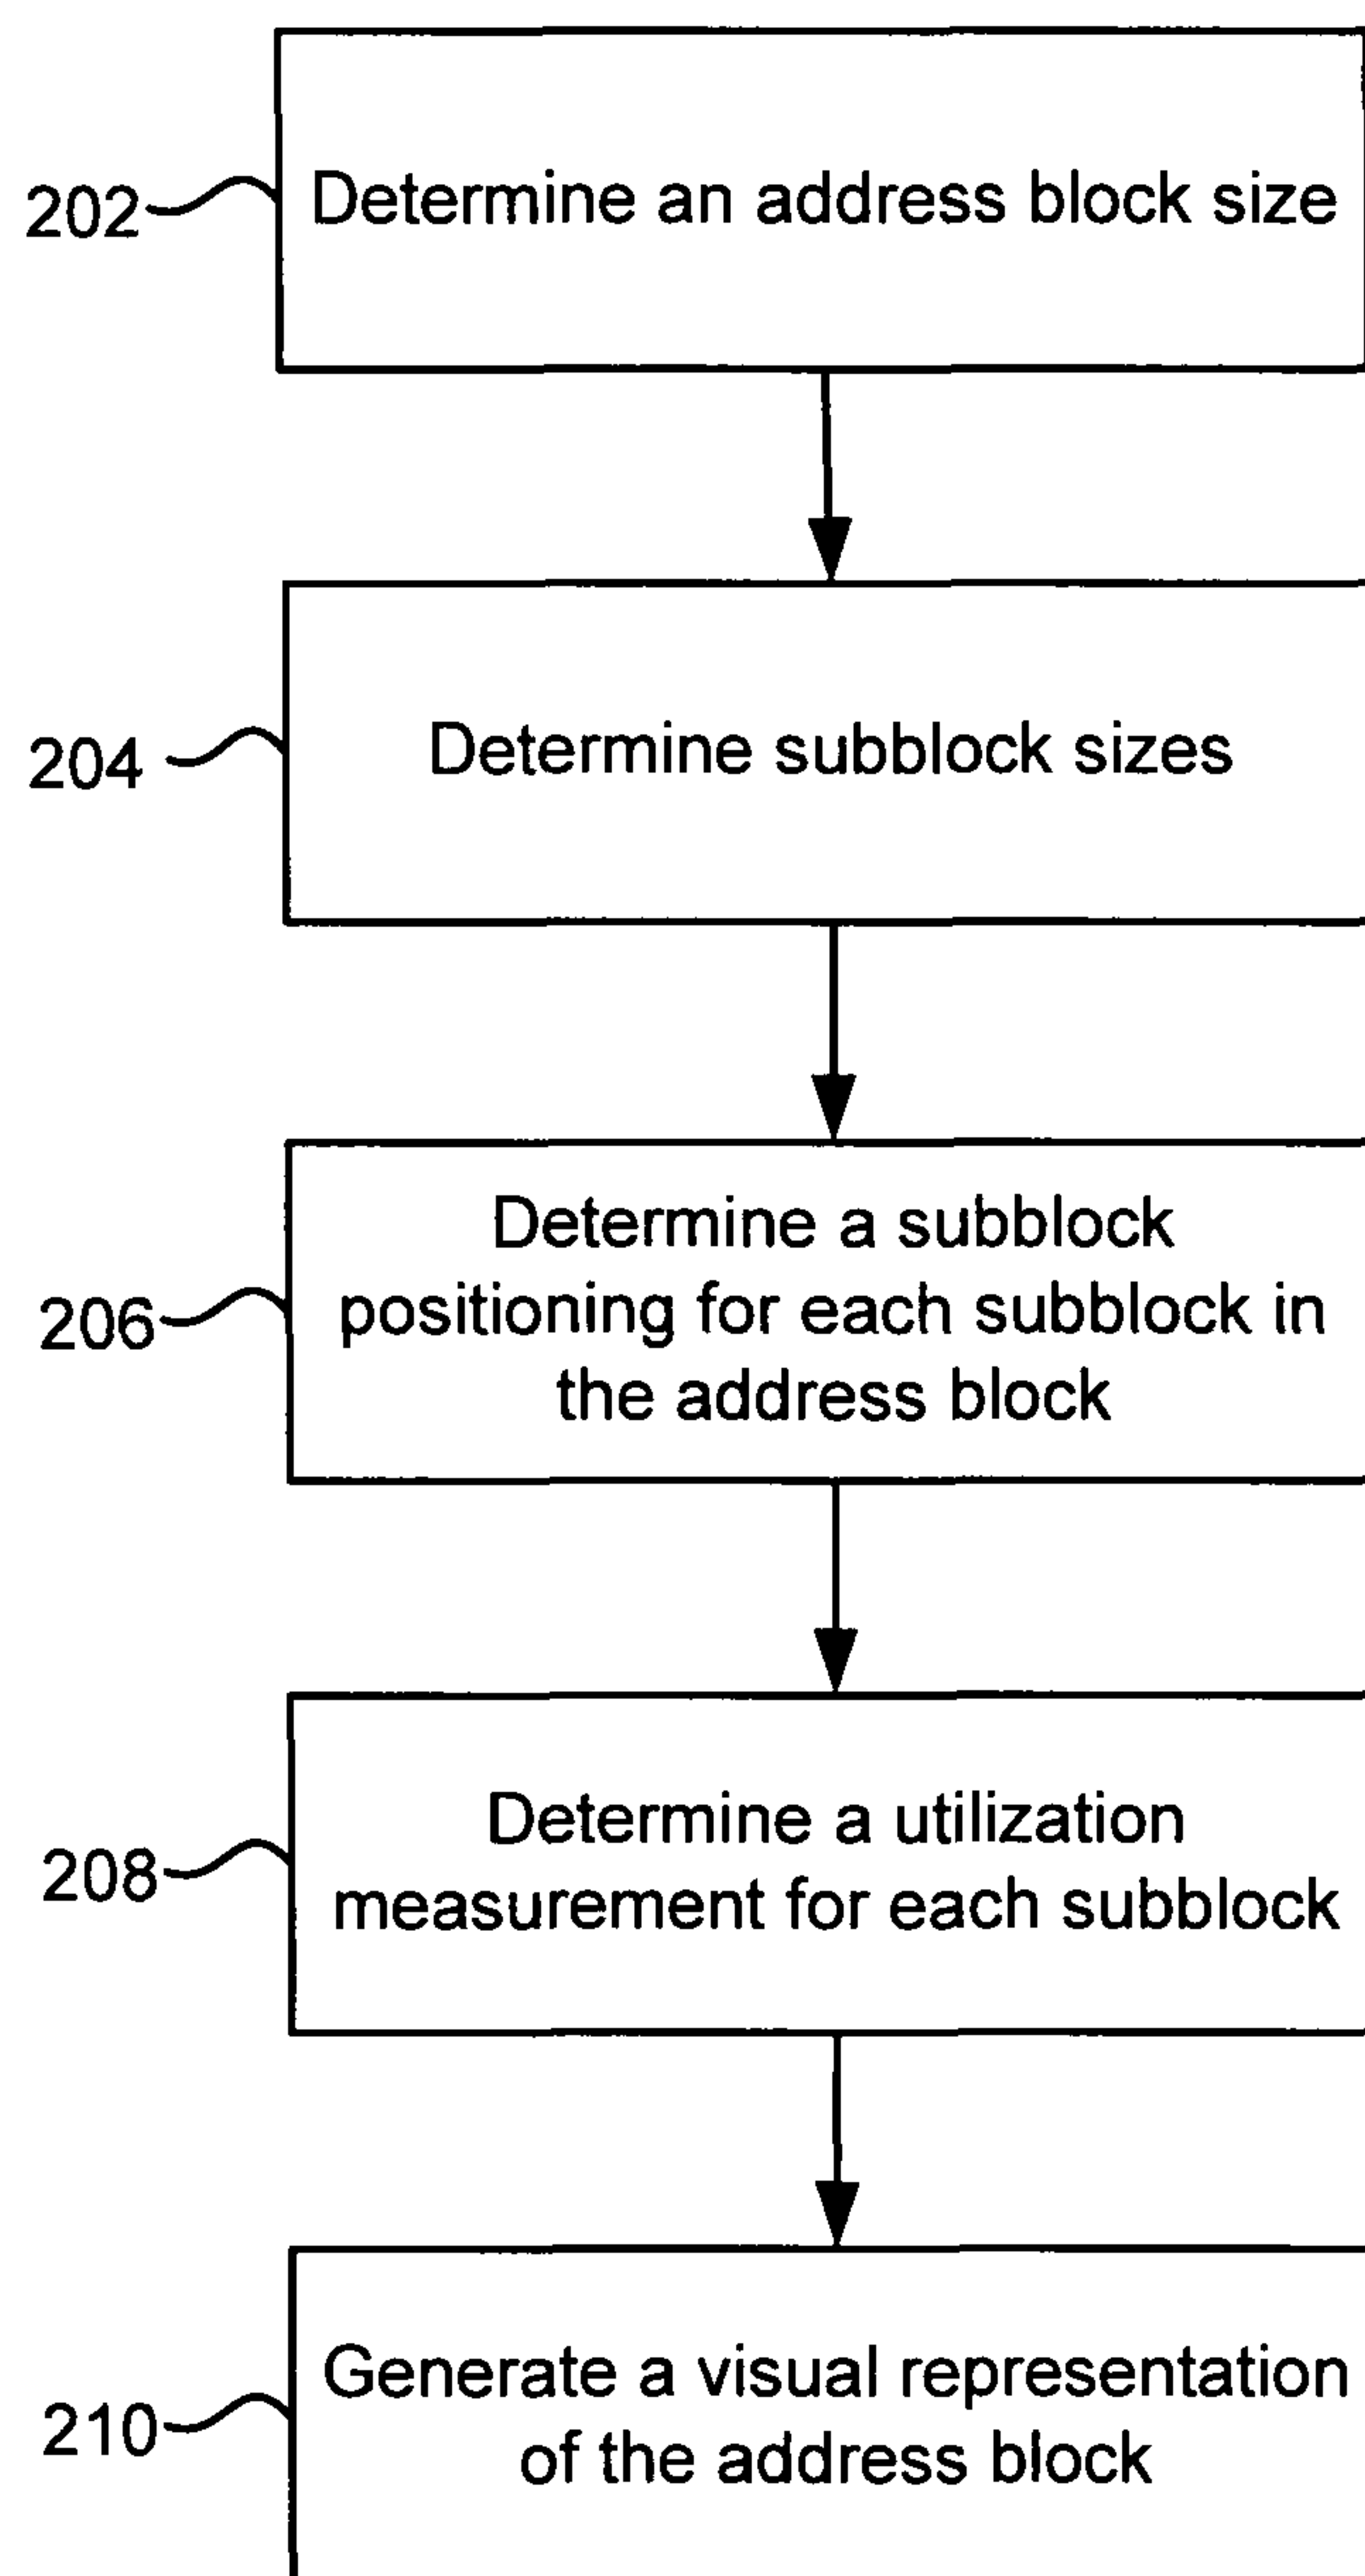 202
Determine an address block size
204
Determine subblock sizes
206
Determine a subblock
positioning for each subblock in
the address block
208
Determine a utilization
measurement for each subblock
210
Generate a visual representation
of the address block